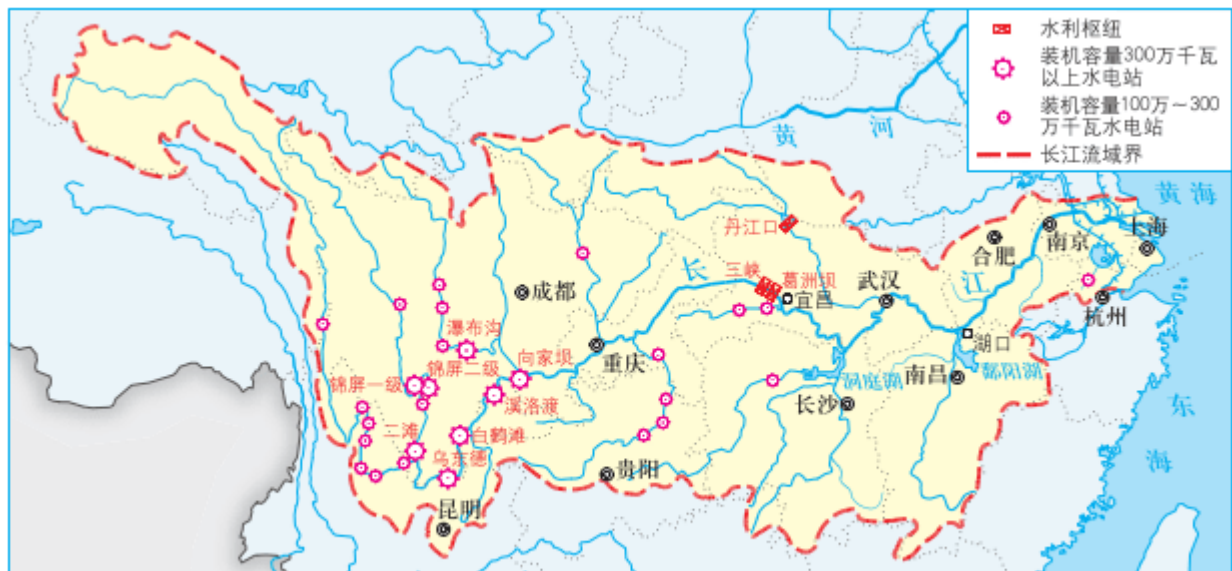 水利枢纽
装机容量300万千瓦
以上水电站
装机容量100万～300
万千瓦水电站
长江流域界
黄河
黄海
丹江口
合肥
南京
上海
三峡
长
葛洲坝
武汉
江
成都
宜昌
杭州
瀑布沟
向家坝
重庆
湖口
锦屏二级
锦屏一级
洞庭湖
南昌
鄱阳湖
溪洛渡
长沙
东
二滩
白鹤滩
乌东德
贵阳
海
昆明